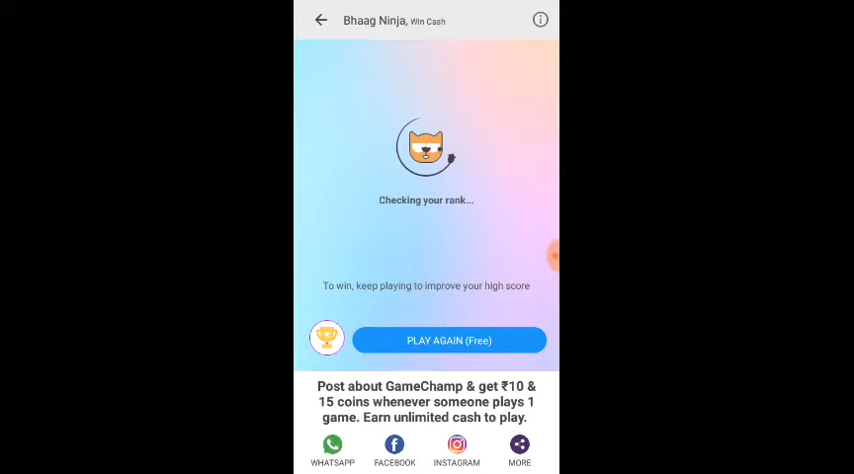 Bhaag Ninja, Win Cash
Checking your rank...
To win, keep playing to improve your high score
PLAY AGAIN (Free)
Post about GameChamp & get ₹10 &
15 coins whenever someone plays 1
game. Earn unlimited cash to play.
WHATSAPP FACEBOOK INSTAGRAM MORE